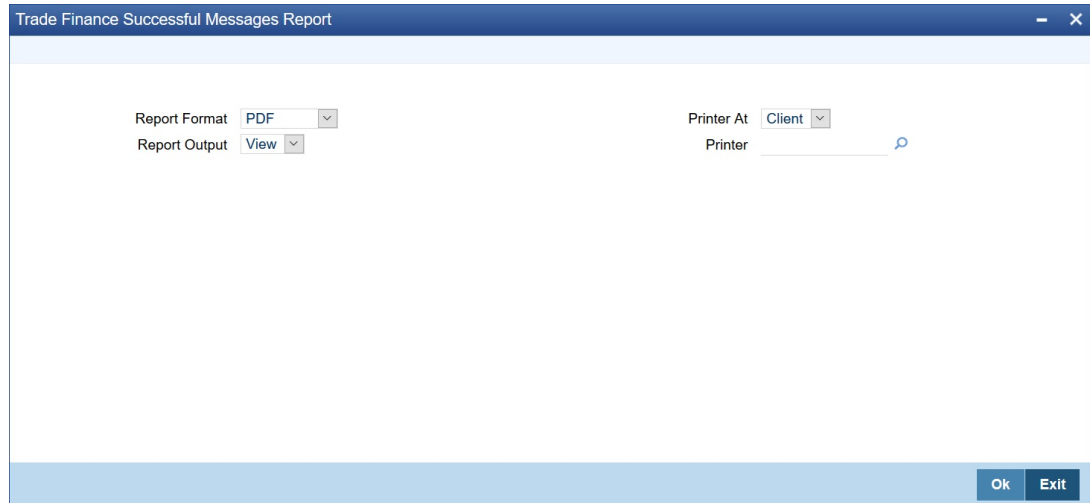 Trade Finance Successful Messages Report
Report Format PDF Printer At Client
Report Output View Printer
Ok Exit